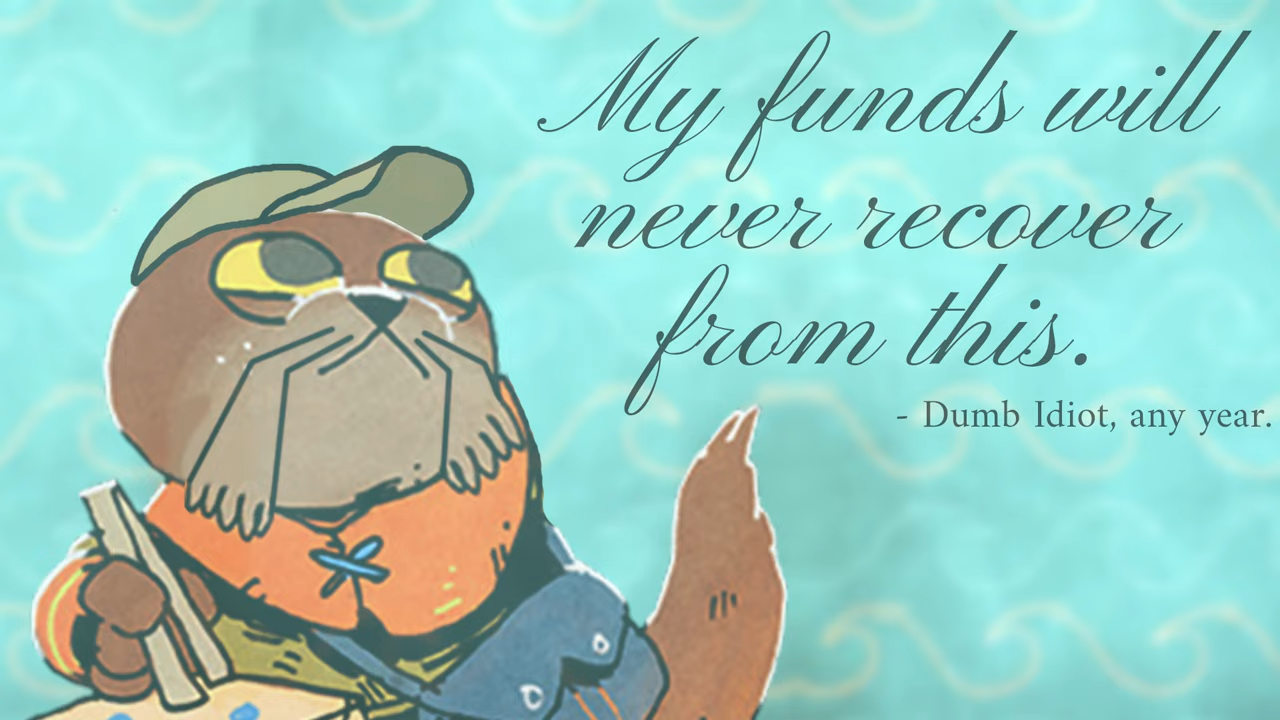 My funds will
never recover
from this.
- Dumb Idiot, any year.